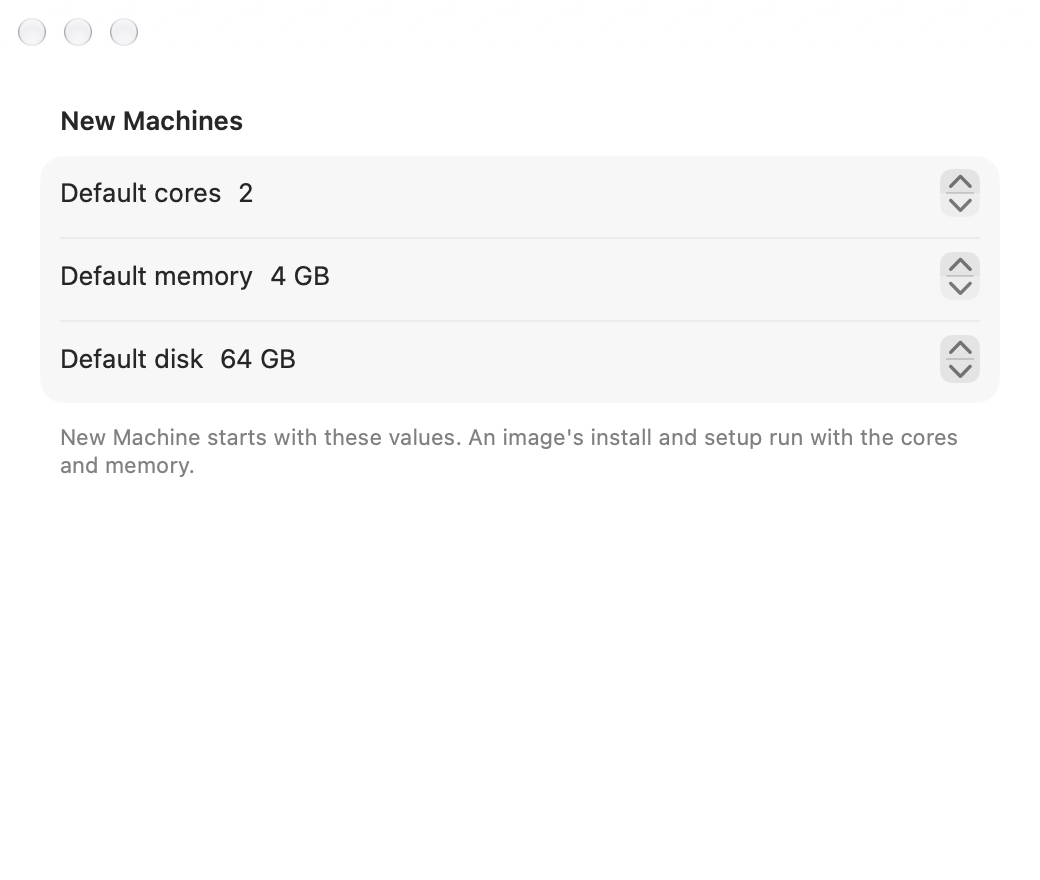 New Machines
Default cores 2
Default memory 4 GB
Default disk 64 GB
New Machine starts with these values. An image's install and setup run with the cores
and memory.